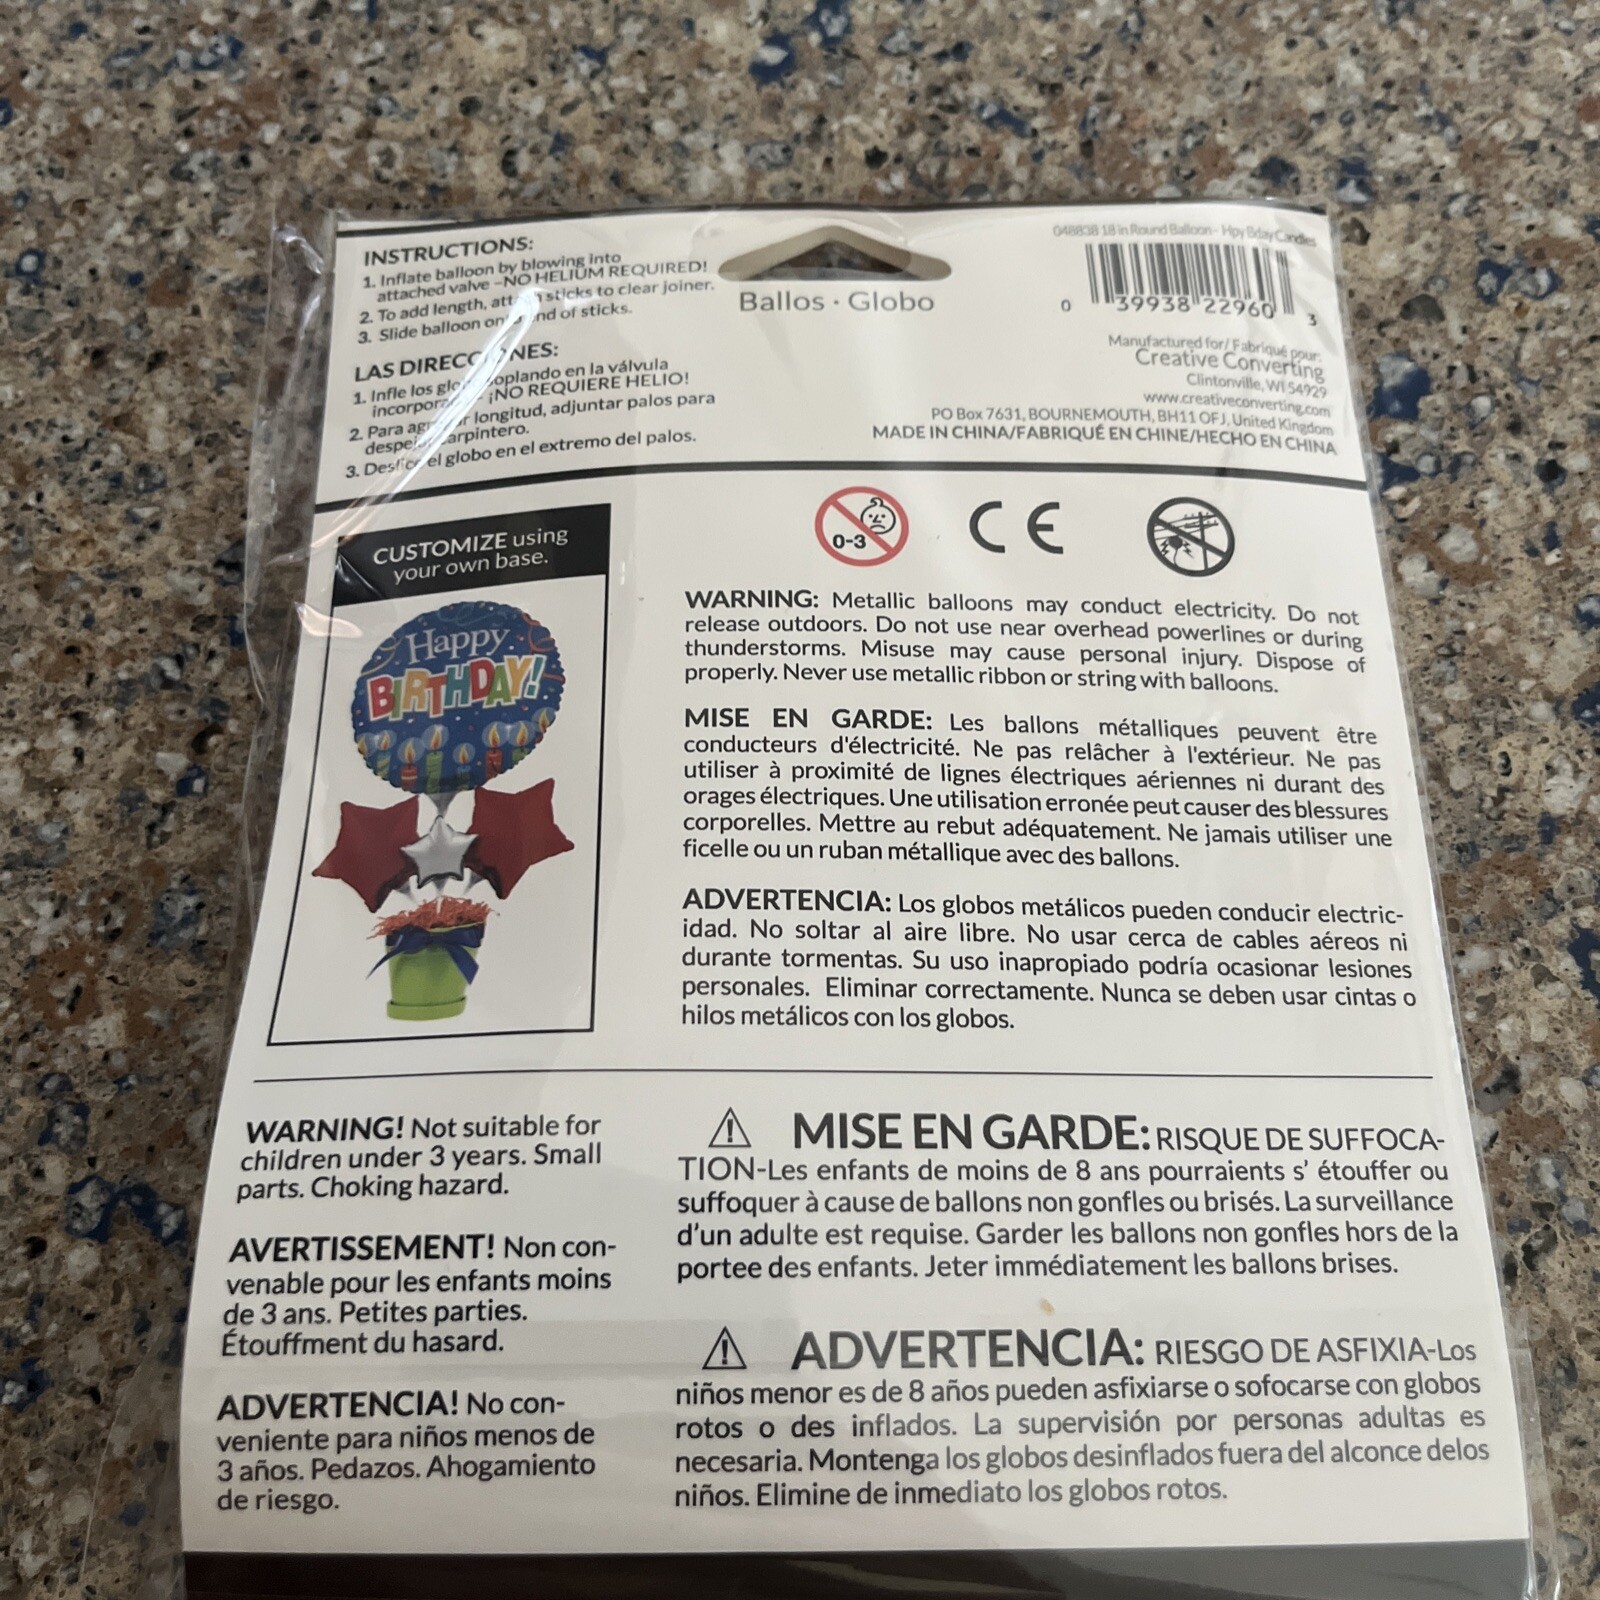 INSTRUCTIONS:
1. Inflate balloon by blowing into
attached valve –NO HELIUM REQUIRED!
2. To add length, sticks to clear joiner.
3. Slide balloon of sticks.
LAS DIRECCIONES:
1. Infle los soplando en la válvula
¡NO REQUIERE HELIO!
2. Para longitud, adjuntar palos para
3. Deslice el globo en el extremo del palos.
Ballos · Globo
048838 18 in Round Balloon - Hpy Bday Candles
0 39938 22960 3
Manufactured for/ Fabriqué pour:
Creative Converting
Clintonville, WI 54929
www.creativeconverting.com
PO Box 7631, BOURNEMOUTH, BH11 OFJ, United Kingdom
MADE IN CHINA/FABRIQUÉ EN CHINE/HECHO EN CHINA
CUSTOMIZE using
your own base.
Happy
BIRTHDAY!
0-3
CE
WARNING: Metallic balloons may conduct electricity. Do not
release outdoors. Do not use near overhead powerlines or during
thunderstorms. Misuse may cause personal injury. Dispose of
properly. Never use metallic ribbon or string with balloons.
MISE EN GARDE: Les ballons métalliques peuvent être
conducteurs d'électricité. Ne pas relâcher à l'extérieur. Ne pas
utiliser à proximité de lignes électriques aériennes ni durant des
orages électriques. Une utilisation erronée peut causer des blessures
corporelles. Mettre au rebut adéquatement. Ne jamais utiliser une
ficelle ou un ruban métallique avec des ballons.
ADVERTENCIA: Los globos metálicos pueden conducir electric-
idad. No soltar al aire libre. No usar cerca de cables aéreos ni
durante tormentas. Su uso inapropiado podría ocasionar lesiones
personales. Eliminar correctamente. Nunca se deben usar cintas o
hilos metálicos con los globos.
WARNING! Not suitable for
children under 3 years. Small
parts. Choking hazard.
AVERTISSEMENT! Non con-
venable pour les enfants moins
de 3 ans. Petites parties.
Étouffment du hasard.
ADVERTENCIA! No con-
veniente para niños menos de
3 años. Pedazos. Ahogamiento
de riesgo.
MISE EN GARDE: RISQUE DE SUFFOCA-
TION-Les enfants de moins de 8 ans pourraients s' étouffer ou
suffoquer à cause de ballons non gonfles ou brisés. La surveillance
d'un adulte est requise. Garder les ballons non gonfles hors de la
portee des enfants. Jeter immédiatement les ballons brises.
ADVERTENCIA: RIESGO DE ASFIXIA-Los
niños menor es de 8 años pueden asfixiarse o sofocarse con globos
rotos o des inflados. La supervisión por personas adultas es
necesaria. Montenga los globos desinflados fuera del alconce delos
niños. Elimine de inmediato los globos rotos.